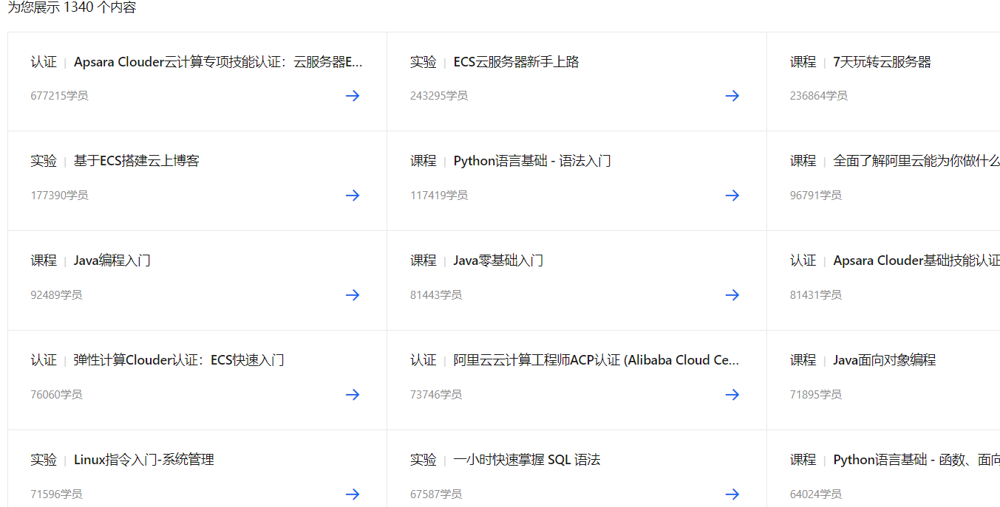 为您展示 1340 个内容
认证 | Apsara Clouder云计算专项技能认证：云服务器E...
677215学员
实验 | ECS云服务器新手上路
243295学员
课程 | 7天玩转云服务器
236864学员
实验 | 基于ECS搭建云上博客
177390学员
课程 | Python语言基础 - 语法入门
117419学员
课程 | 全面了解阿里云能为你做什么
96791学员
课程 | Java编程入门
92489学员
课程 | Java零基础入门
81443学员
认证 | Apsara Clouder基础技能认证
81431学员
认证 | 弹性计算Clouder认证：ECS快速入门
76060学员
认证 | 阿里云云计算工程师ACP认证 (Alibaba Cloud Ce...
73746学员
课程 | Java面向对象编程
71895学员
实验 | Linux指令入门-系统管理
71596学员
实验 | 一小时快速掌握 SQL 语法
67587学员
课程 | Python语言基础 - 函数、面向
64024学员